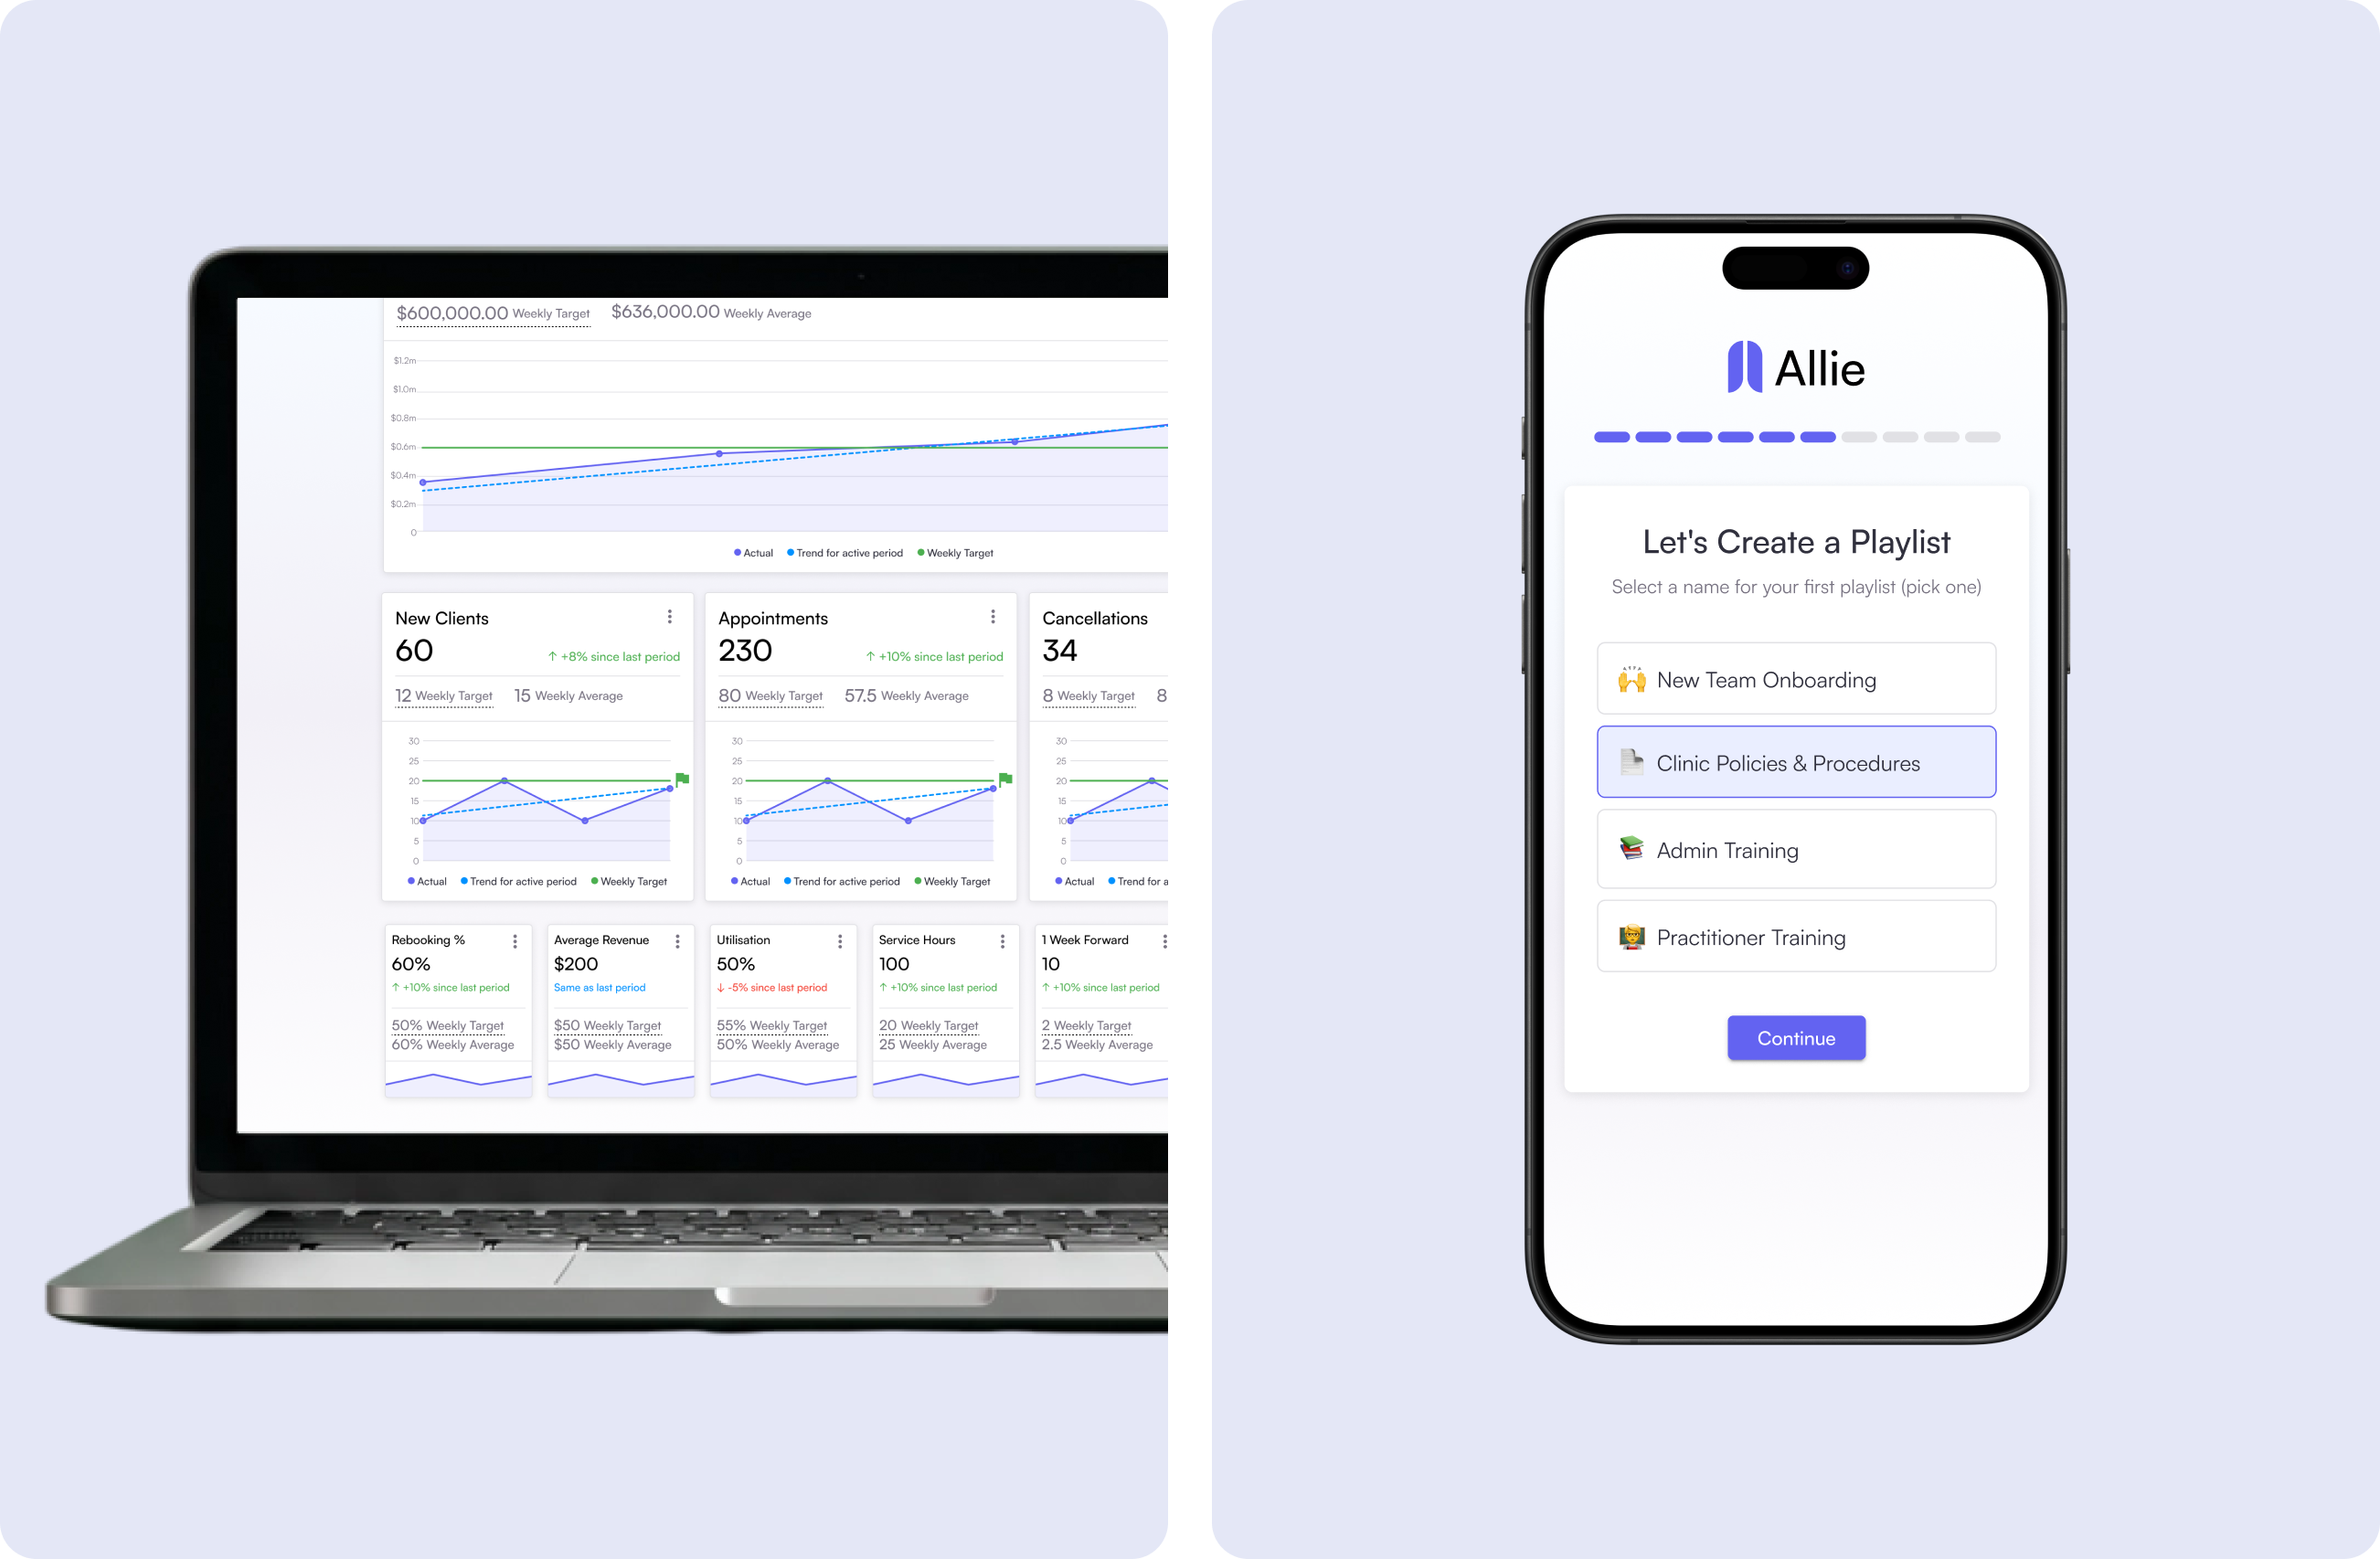 $600,000.00 Weekly Target $636,000.00 Weekly Average
$1.2m
$1.0m
$0.8m
$0.6m
$0.4m
$0.2m
0
Actual Trend for active period Weekly Target
New Clients
60
↑ +8% since last period
12 Weekly Target 15 Weekly Average
30
25
20
15
10
5
0
Actual Trend for active period Weekly Target
Appointments
230
↑ +10% since last period
80 Weekly Target 57.5 Weekly Average
30
25
20
15
10
5
0
Actual Trend for active period Weekly Target
Cancellations
34
8 Weekly Target 8
30
25
20
15
10
5
0
Actual Trend for a
Rebooking %
60%
↑ +10% since last period
50% Weekly Target
60% Weekly Average
Average Revenue
$200
Same as last period
$50 Weekly Target
$50 Weekly Average
Utilisation
50%
↓ -5% since last period
55% Weekly Target
50% Weekly Average
Service Hours
100
↑ +10% since last period
20 Weekly Target
25 Weekly Average
1 Week Forward
10
↑ +10% since last period
2 Weekly Target
2.5 Weekly Average
Allie
Let's Create a Playlist
Select a name for your first playlist (pick one)
New Team Onboarding
Clinic Policies & Procedures
Admin Training
Practitioner Training
Continue